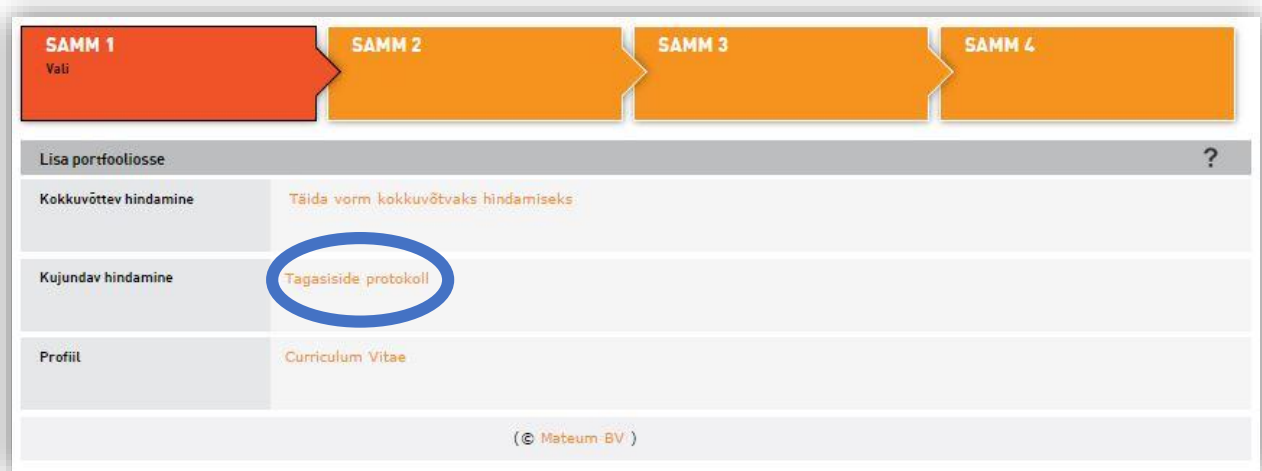 SAMM 1
Vali
SAMM 2
SAMM 3
SAMM 4
Lisa portfooliosse ?
Kokkuvõttev hindamine Täida vorm kokkuvõtvaks hindamiseks
Kujundav hindamine Tagasiside protokoll
Profiil Curriculum Vitae
(© Mateum BV )